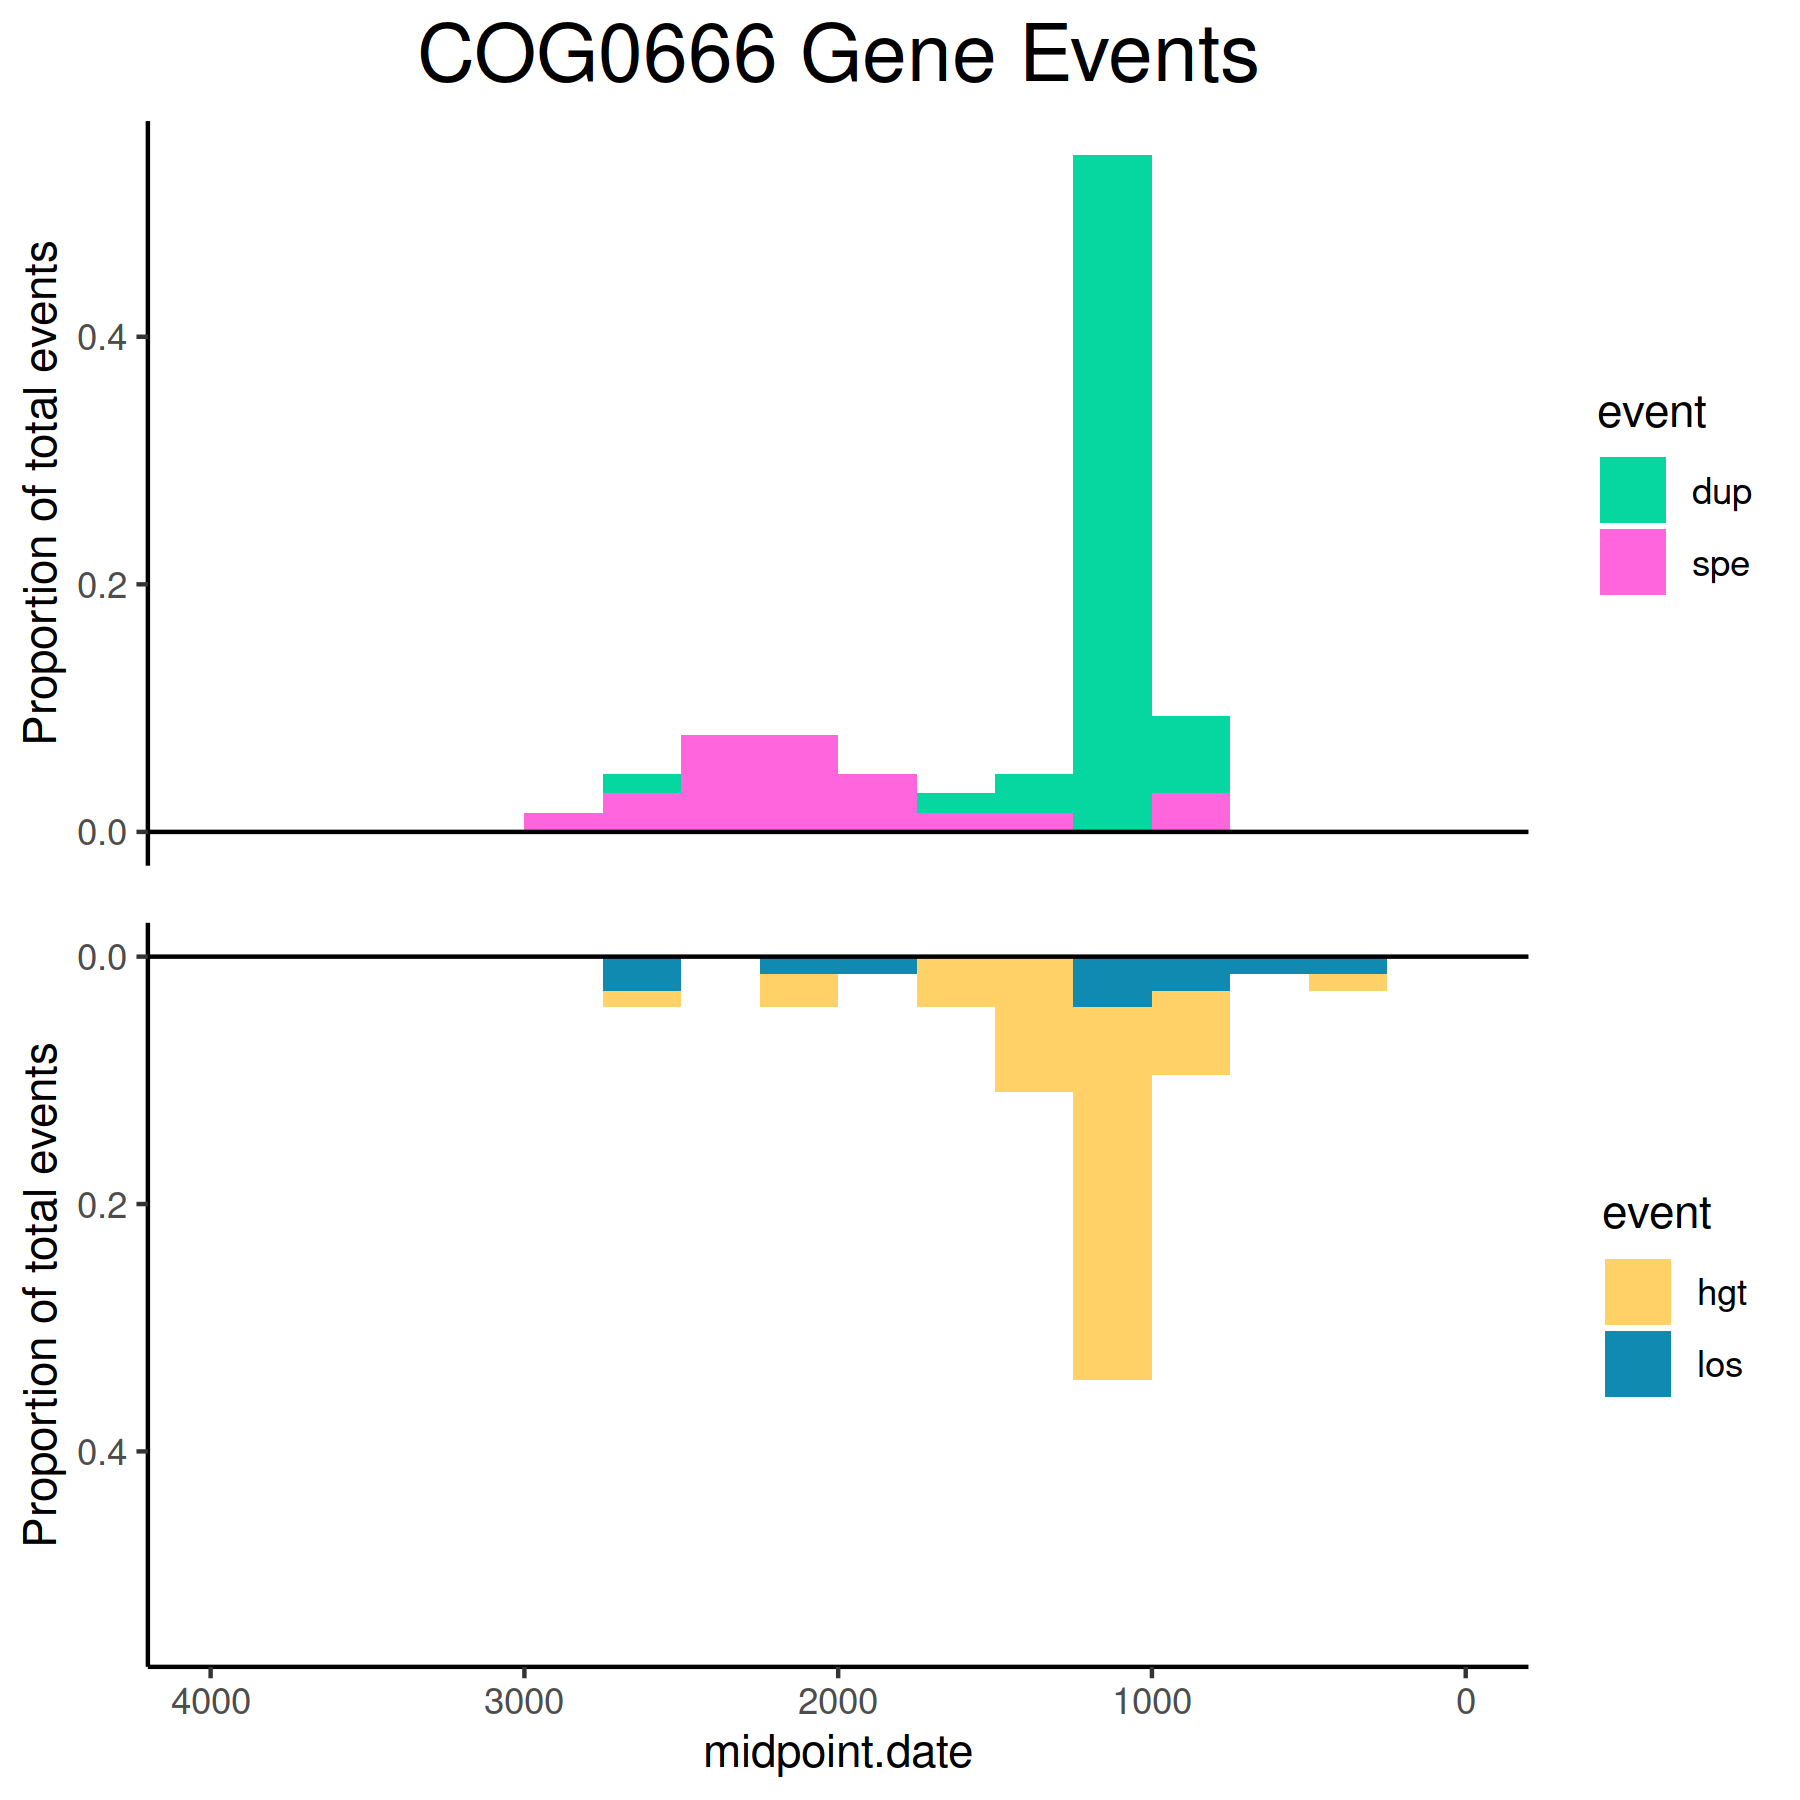 COG0666 Gene Events
Proportion of total events
0.4
0.2
0.0
event
dup
spe
Proportion of total events
0.0
0.2
0.4
event
hgt
los
4000
3000
2000
1000
0
midpoint.date